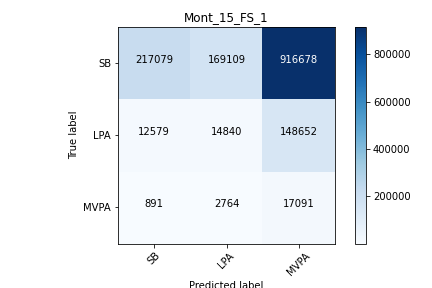 Mont_15_FS_1
SB 217079 169109 916678
LPA 12579 14840 148652
MVPA 891 2764 17091
SB LPA MVPA
True label
Predicted label
800000
600000
400000
200000